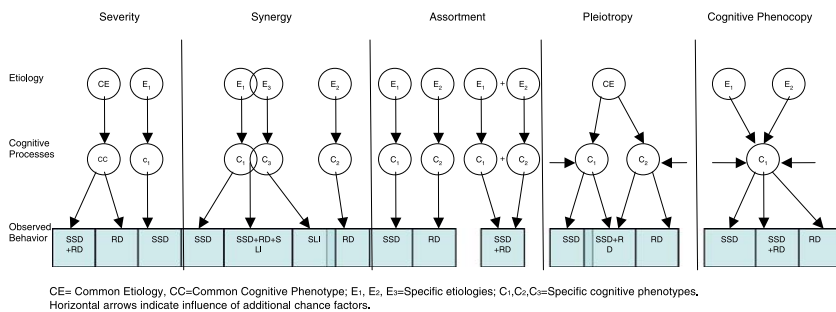 Severity Synergy Assortment Pleiotropy Cognitive Phenocopy
Etiology
CE E1 E1 E3 E2 E1 E2 E1 + E2 CE E1 E2
Cognitive
Processes
CC C1 C1 C3 C2 C1 C2 C1 + C2 C1 C2 C1
Observed
Behavior
SSD RD SSD SSD SSD+RD+S SLI RD SSD RD SSD SSD SSD+R RD SSD SSD+ RD
+RD LI +RD D RD
CE= Common Etiology, CC=Common Cognitive Phenotype; E1, E2, E3=Specific etiologies; C1,C2,C3=Specific cognitive phenotypes.
Horizontal arrows indicate influence of additional chance factors.